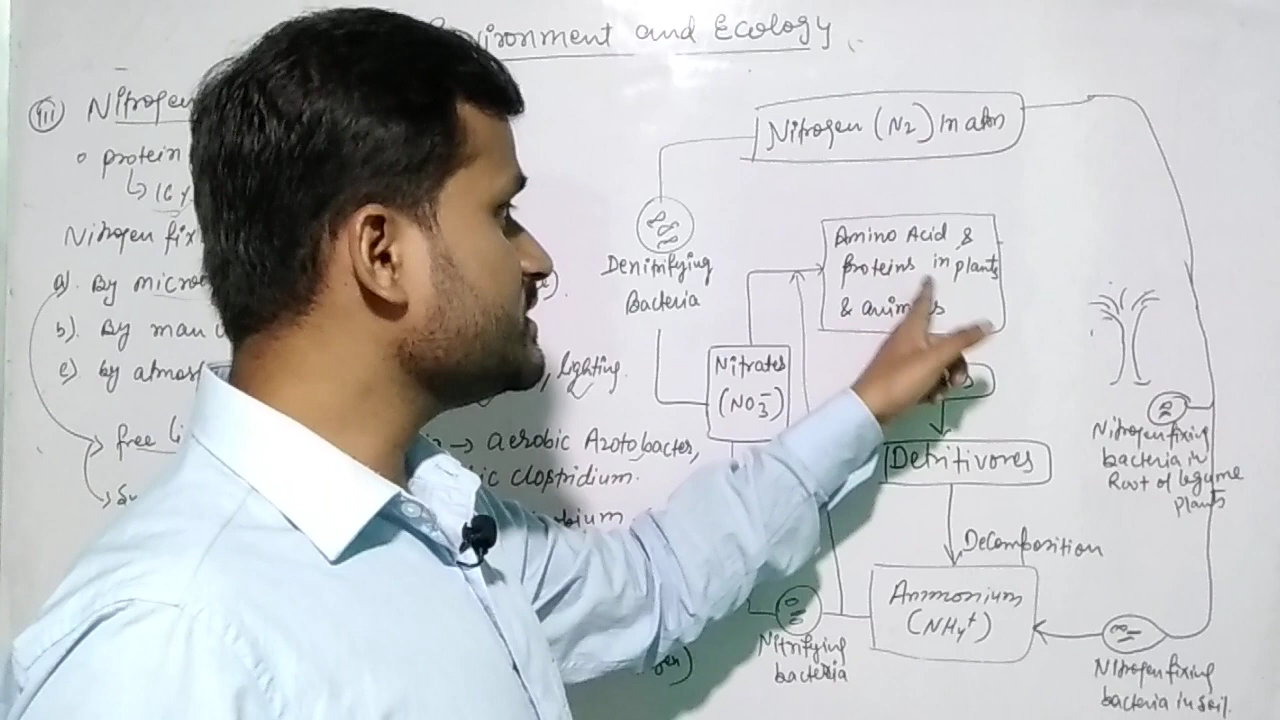 and Ecology
(iii) Nitrogen
protein
↳ 16 %
Nitrogen fix
a). By micro
b). By man
c). by atmos
, lighting.
free li
→ aerobic Azotobacter,
ic clostridium.
Nitrogen (N2) in atm
Denitrifying
Bacteria
Amino Acid &
Proteins in plants
& animals
Nitrates
(NO3-)
Detritivores
Decomposition
Ammonium
(NH4+)
Nitrifying
bacteria
Nitrogen fixing
bacteria in
Root of legume
plants
Nitrogen fixing
bacteria in soil.